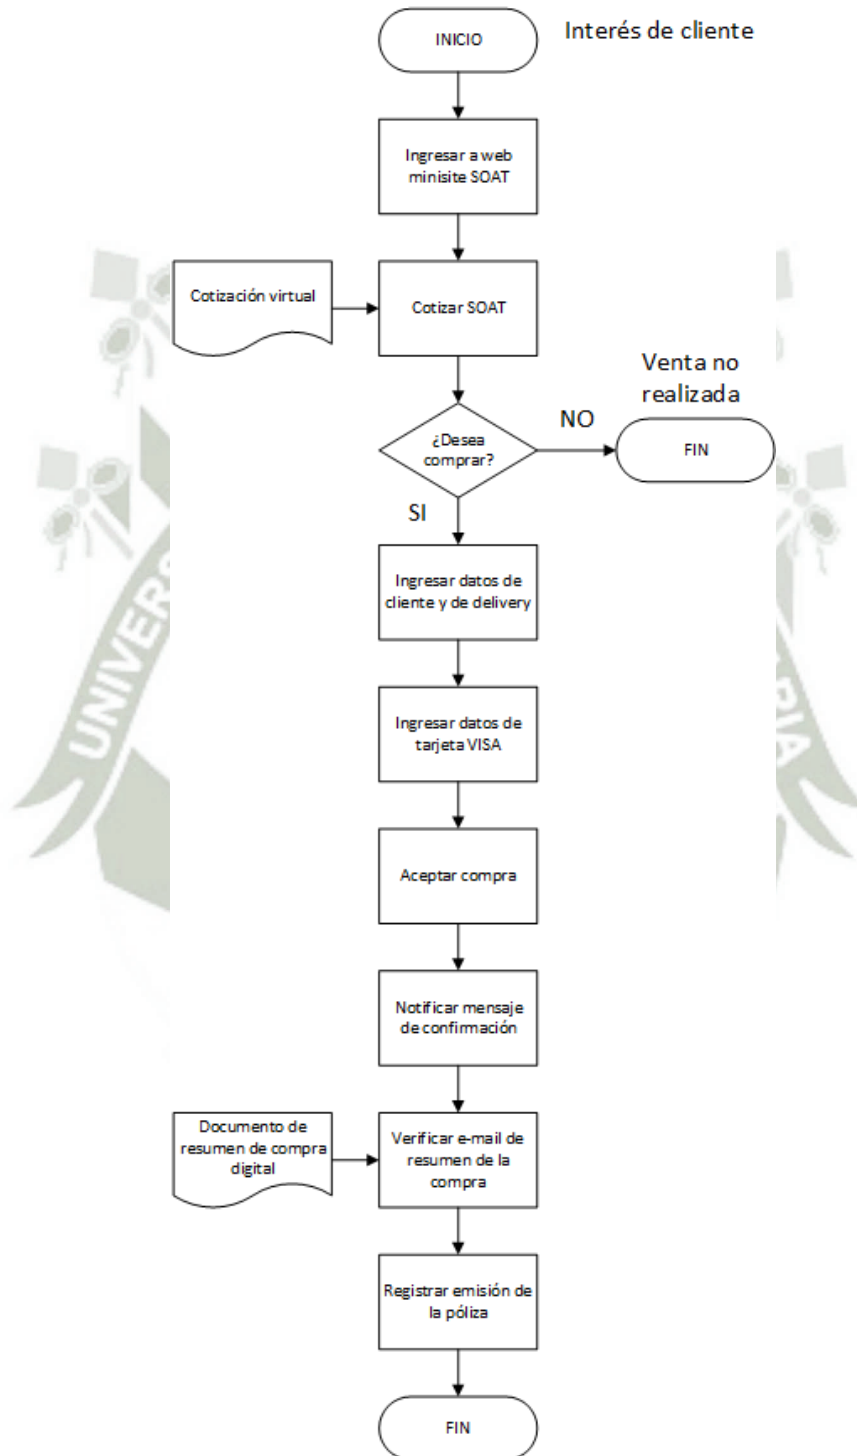 INICIO
Interés de cliente
Ingresar a web
minisite SOAT
Cotización virtual
Cotizar SOAT
Venta no
realizada
¿Desea
comprar?
NO
FIN
SI
Ingresar datos de
cliente y de delivery
Ingresar datos de
tarjeta VISA
Aceptar compra
Notificar mensaje
de confirmación
Documento de
resumen de compra
digital
Verificar e-mail de
resumen de la
compra
Registrar emisión de
la póliza
FIN